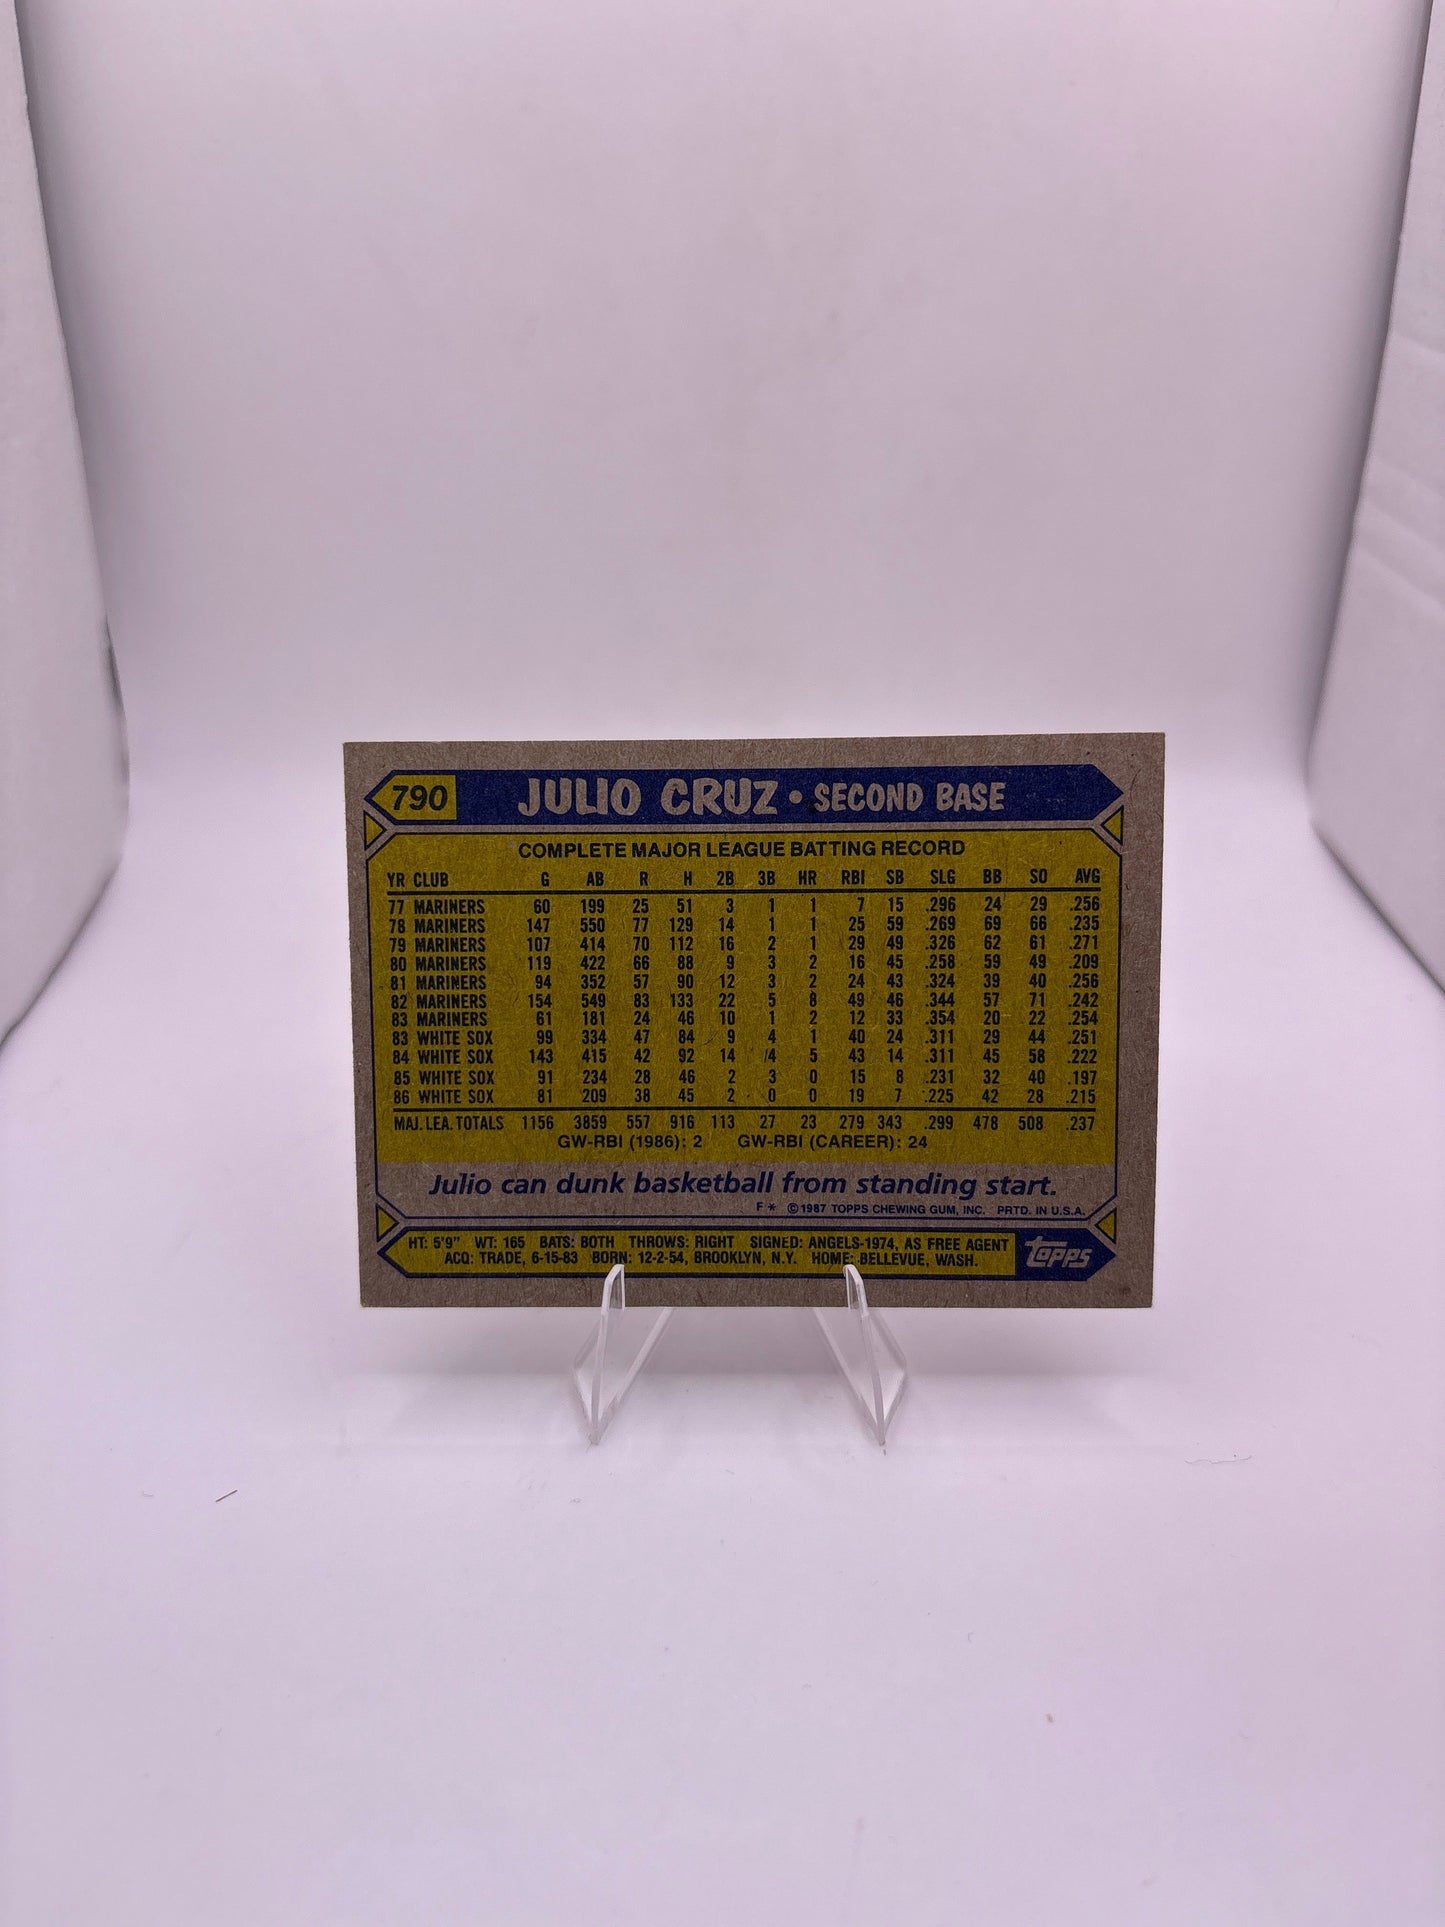 790 JULIO CRUZ • SECOND BASE
COMPLETE MAJOR LEAGUE BATTING RECORD
YR CLUB G AB R H 2B 3B HR RBI SB SLG BB SO AVG
77 MARINERS 60 199 25 51 3 1 1 7 15 .296 24 29 .256
78 MARINERS 147 550 77 129 14 1 1 25 59 .269 69 66 .235
79 MARINERS 107 414 70 112 16 2 1 29 49 .326 62 61 .271
80 MARINERS 119 422 66 88 9 3 2 16 45 .258 59 49 .209
81 MARINERS 94 352 57 90 12 3 2 24 43 .324 39 40 .256
82 MARINERS 154 549 83 133 22 5 8 49 46 .344 57 71 .242
83 MARINERS 61 181 24 46 10 1 2 12 33 .354 20 22 .254
83 WHITE SOX 99 334 47 84 9 4 1 40 24 .311 29 44 .251
84 WHITE SOX 143 415 42 92 14 4 5 43 14 .311 45 58 .222
85 WHITE SOX 91 234 28 46 2 3 0 15 8 .231 32 40 .197
86 WHITE SOX 81 209 38 45 2 0 0 19 7 .225 42 28 .215
MAJ. LEA. TOTALS 1156 3859 557 916 113 27 23 279 343 .299 478 508 .237
GW-RBI (1986): 2 GW-RBI (CAREER): 24
Julio can dunk basketball from standing start.
F * © 1987 TOPPS CHEWING GUM, INC. PRTD. IN U.S.A.
HT: 5'9" WT: 165 BATS: BOTH THROWS: RIGHT SIGNED: ANGELS-1974, AS FREE AGENT
ACQ: TRADE, 6-15-83 BORN: 12-2-54, BROOKLYN, N.Y. HOME: BELLEVUE, WASH.
topps